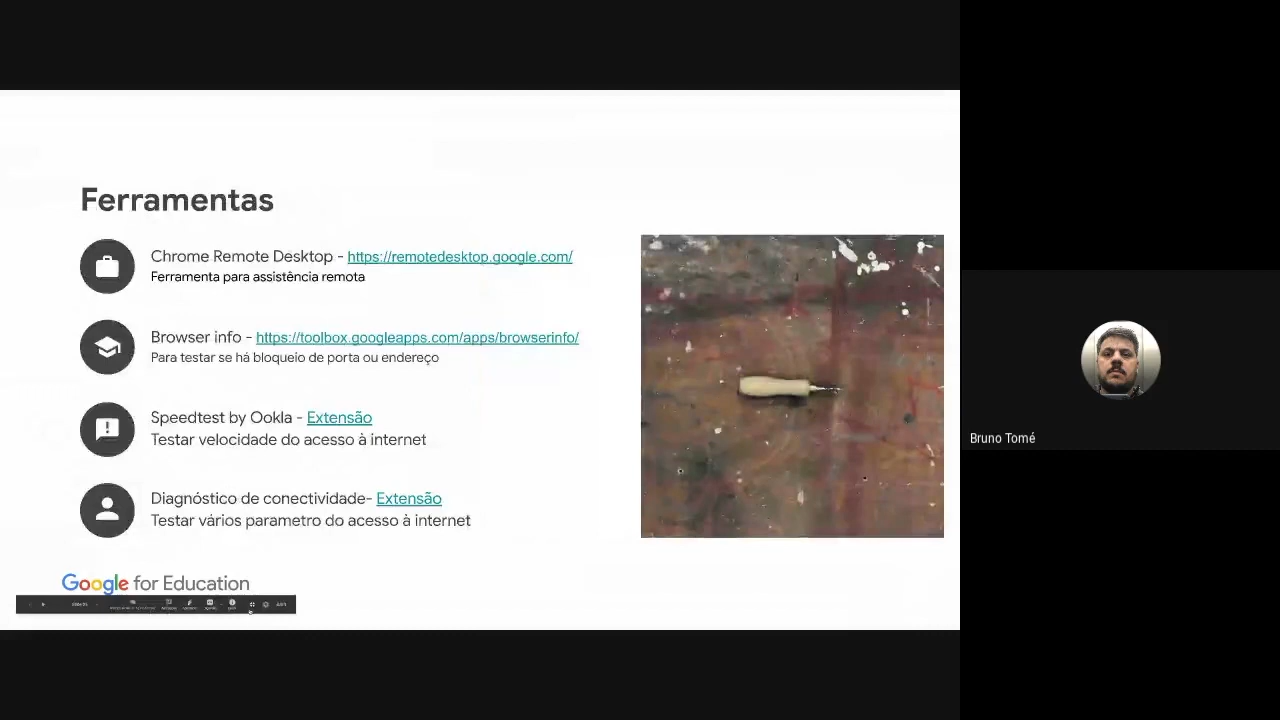 Ferramentas
Chrome Remote Desktop - https://remotedesktop.google.com/
Ferramenta para assistência remota
Browser info - https://toolbox.googleapps.com/apps/browserinfo/
Para testar se há bloqueio de porta ou endereço
Speedtest by Ookla - Extensão
Testar velocidade do acesso à internet
Diagnóstico de conectividade- Extensão
Testar vários parametro do acesso à internet
Google for Education
Bruno Tomé